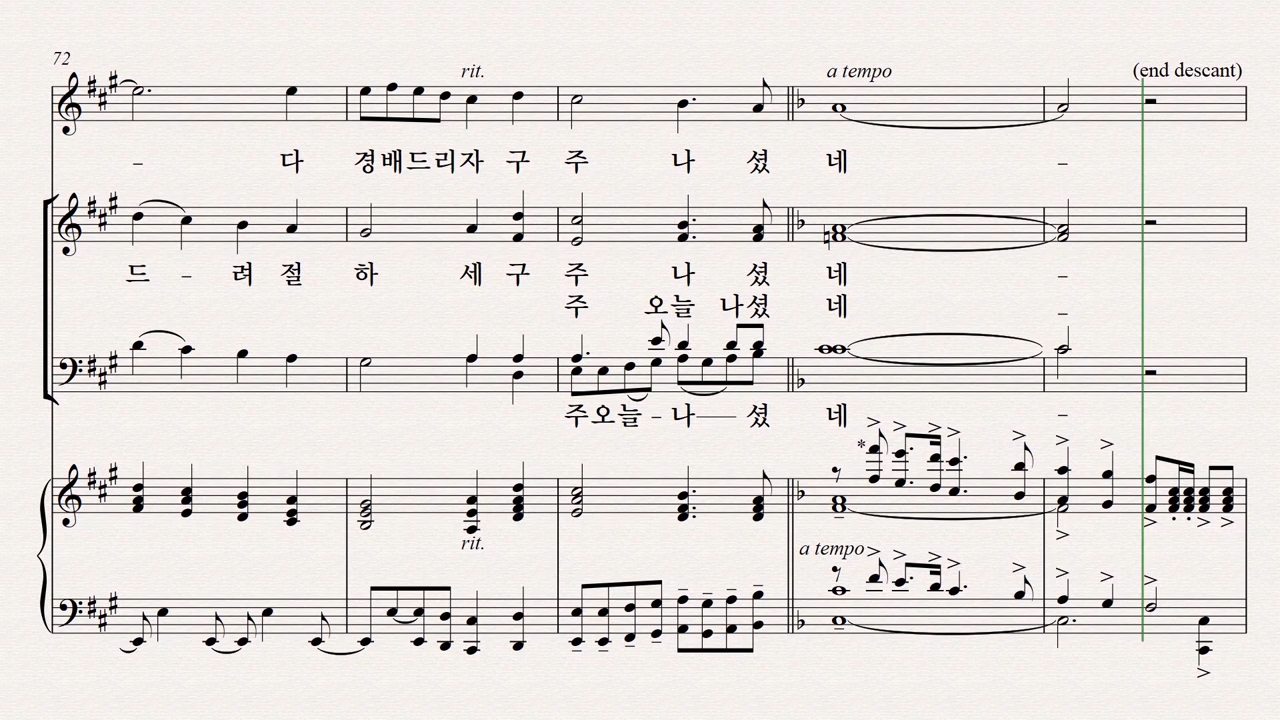 72
rit.
a tempo
(end descant)
– 다 경배드리자 구 주 나 셨 네 –
드 – 려 절 하 세 구 주 나 셨 네 –
주 오늘 나셨 네 –
주오늘 – 나 셨 네 –
*
rit.
a tempo